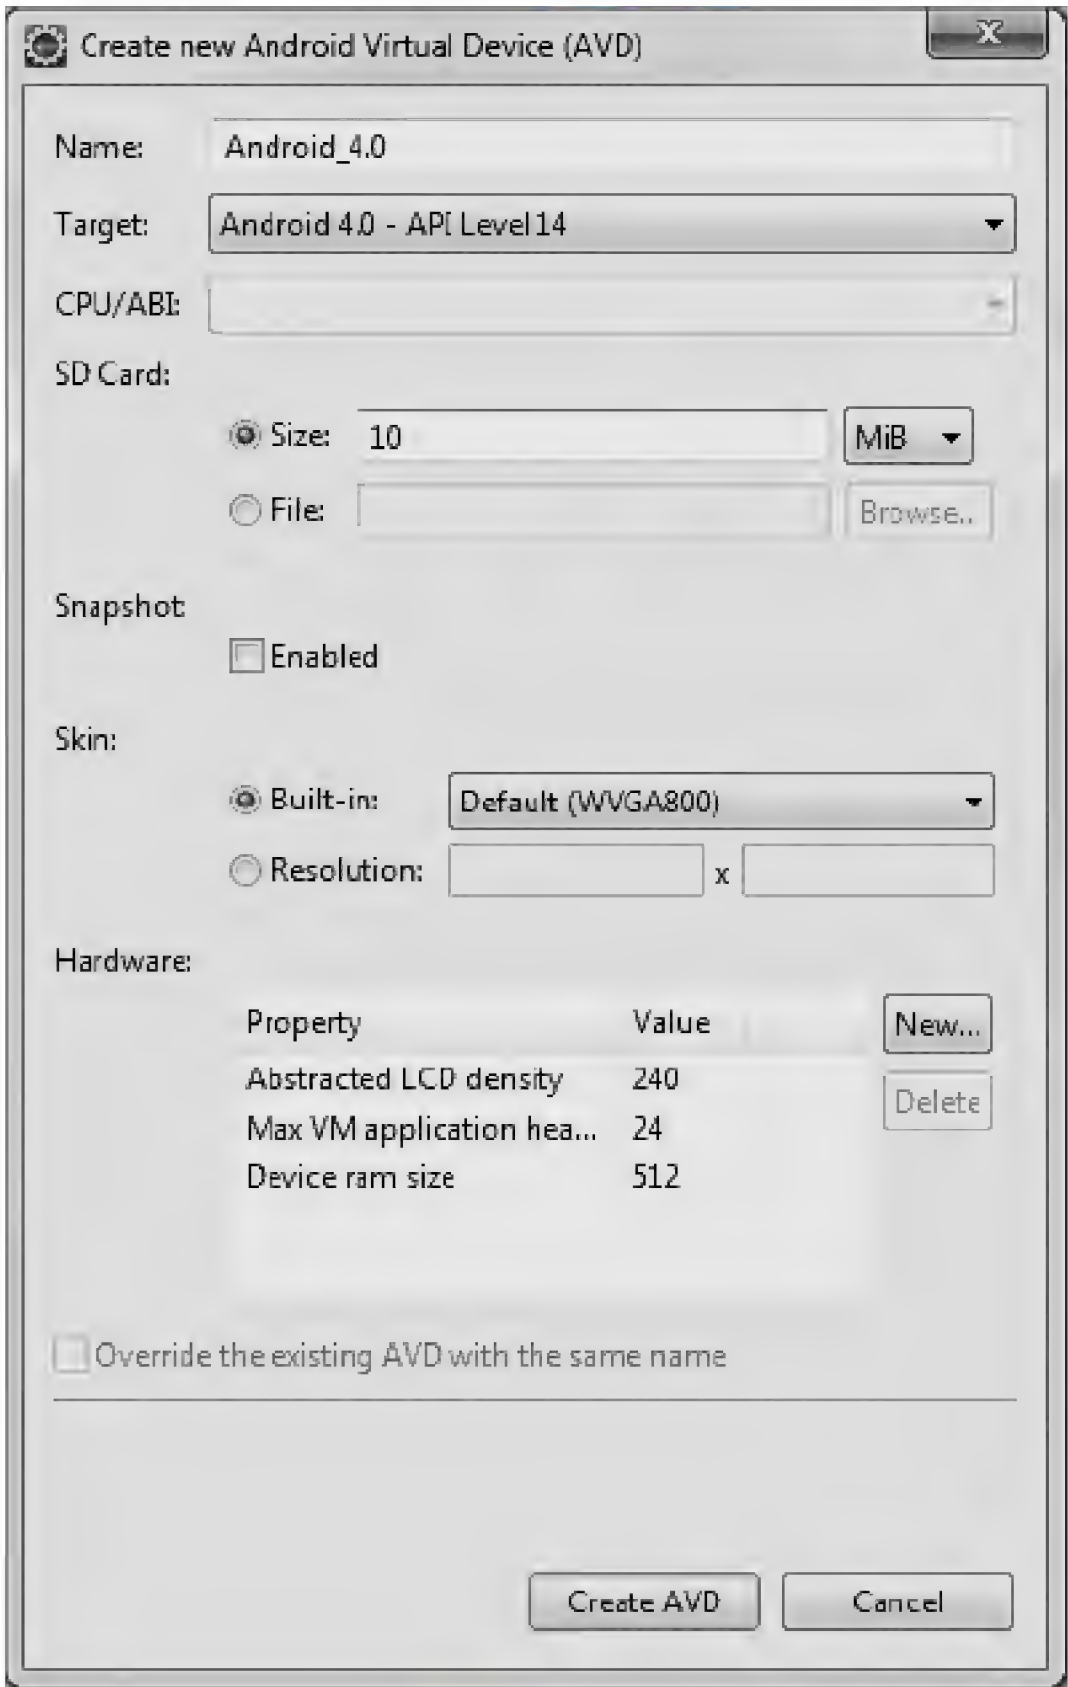 Create new Android Virtual Device (AVD)
X
Name: Android_4.0
Target: Android 4.0 - API Level 14
CPU/ABI:
SD Card:
Size: 10 MiB
File: Browse...
Snapshot:
Enabled
Skin:
Built-in: Default (WVGA800)
Resolution: x
Hardware:
Property Value New...
Abstracted LCD density 240
Delete
Max VM application hea... 24
Device ram size 512
Override the existing AVD with the same name
Create AVD Cancel